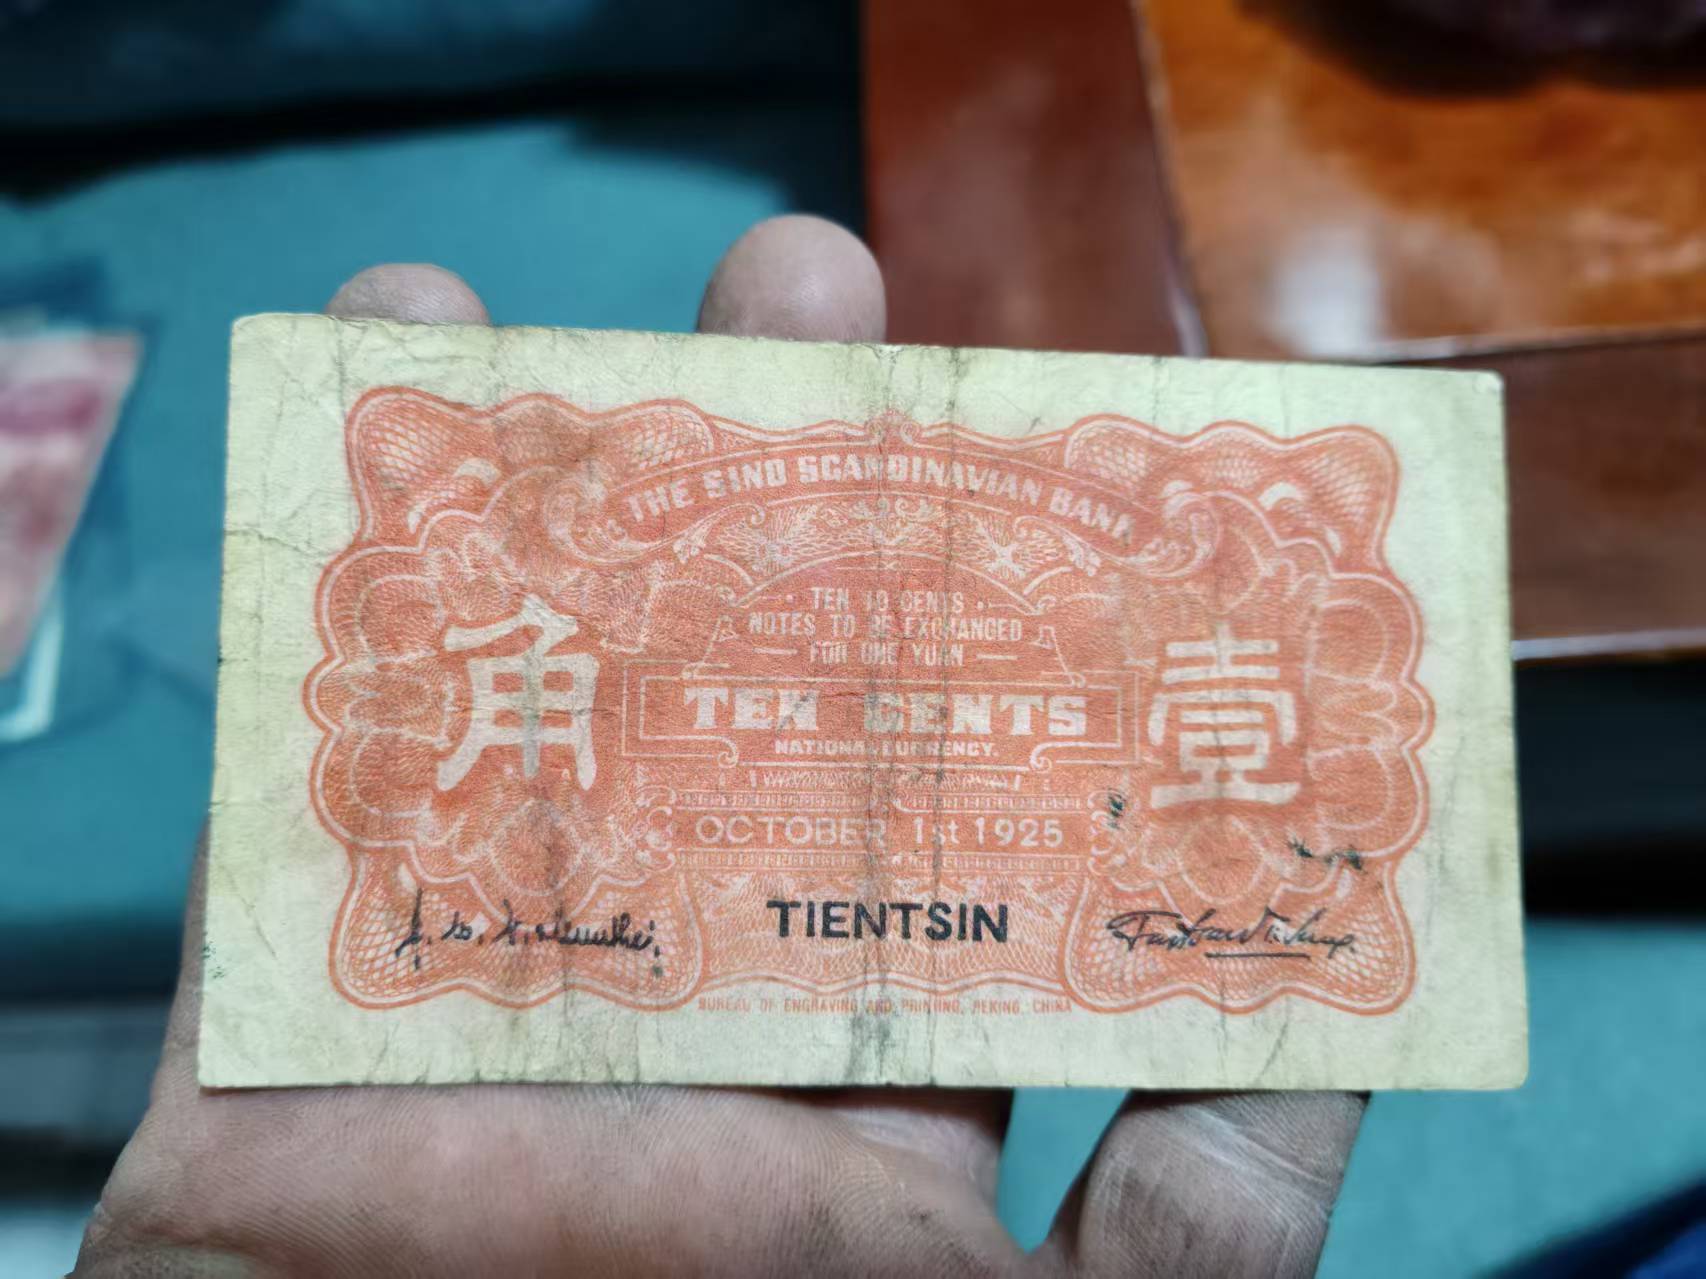 THE SINO SCANDINAVIAN BANK
TEN 10 CENTS
NOTES TO BE EXCHANGED
FOR ONE YUAN
角 壹
TEN CENTS
NATIONAL CURRENCY.
OCTOBER 1st 1925
TIENTSIN
BUREAU OF ENGRAVING AND PRINTING, PEKING, CHINA